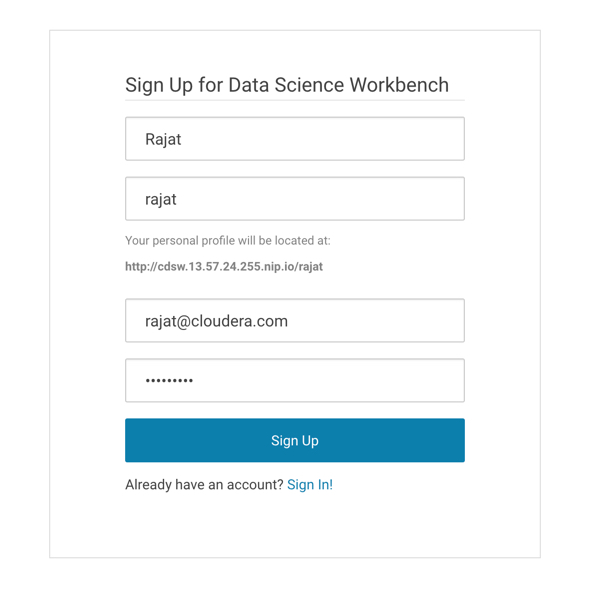 Sign Up for Data Science Workbench
Rajat
rajat
Your personal profile will be located at:
http://cdsw.13.57.24.255.nip.io/rajat
rajat@cloudera.com
•••••••••
Sign Up
Already have an account? Sign In!